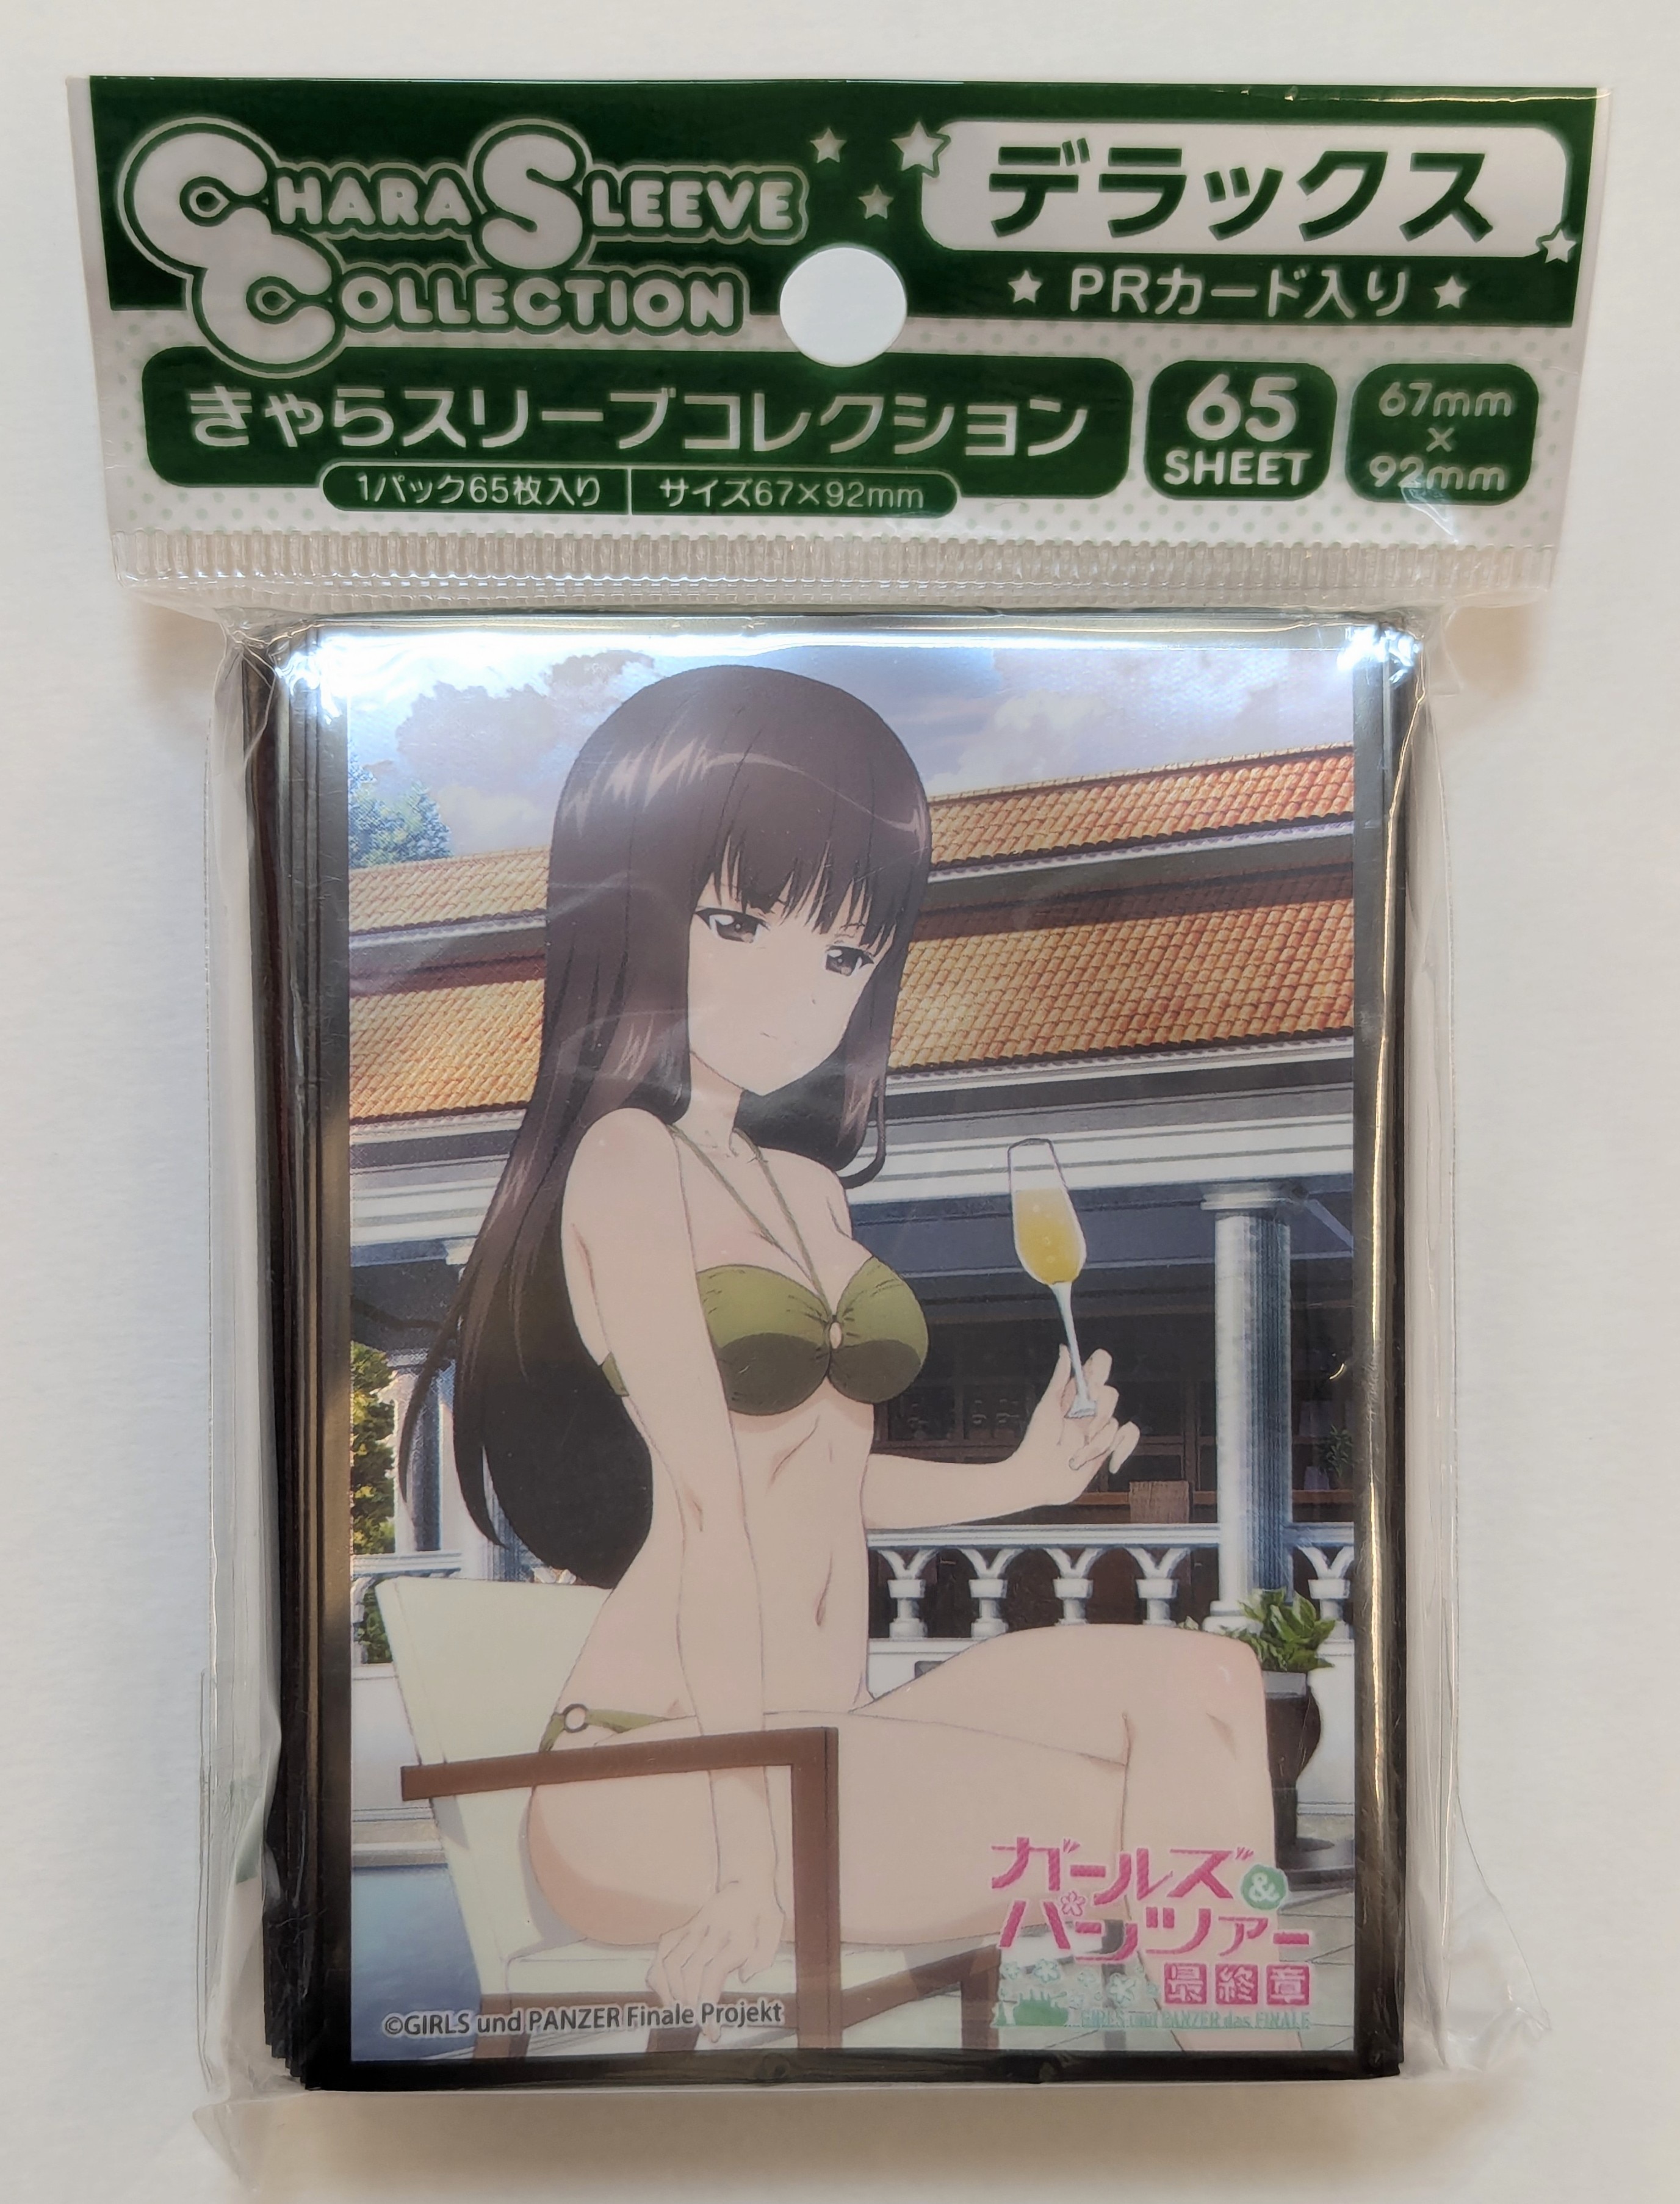 CHARA SLEEVE
COLLECTION
デラックス
PRカード入り
きゃらスリーブコレクション
65
SHEET
67mm
×
92mm
1パック65枚入り
サイズ67×92mm
ガールズ&
パンツァー
最終章
GIRLS und PANZER das FINALE
©GIRLS und PANZER Finale Projekt